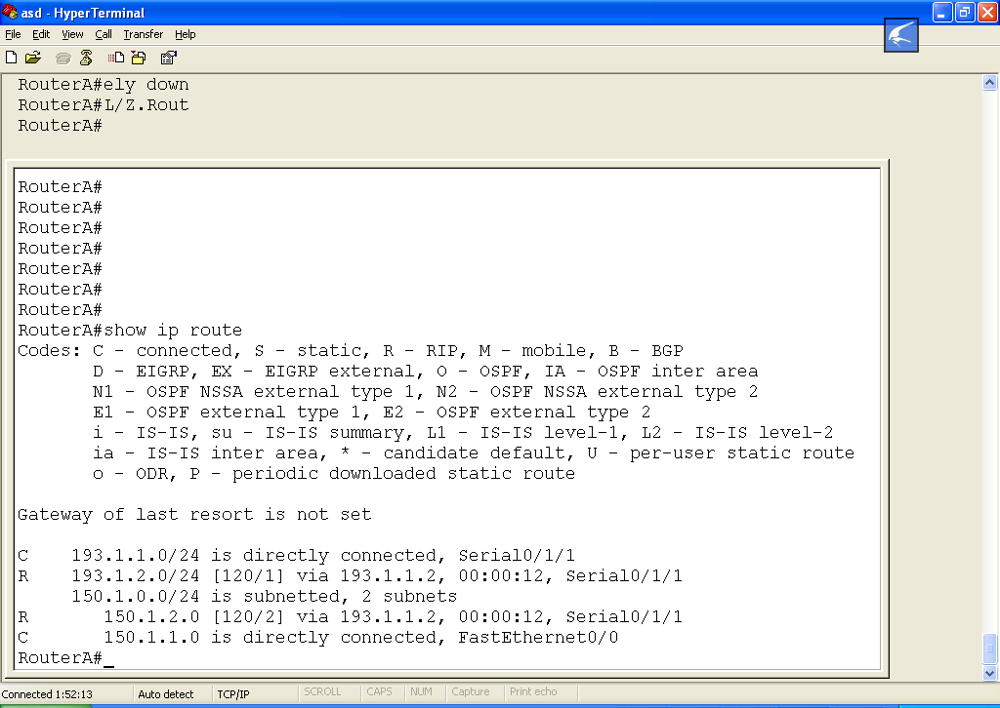 asd - HyperTerminal
File Edit View Call Transfer Help
RouterA#ely down
RouterA#L/Z.Rout
RouterA#
RouterA#
RouterA#
RouterA#
RouterA#
RouterA#
RouterA#
RouterA#
RouterA#show ip route
Codes: C - connected, S - static, R - RIP, M - mobile, B - BGP
       D - EIGRP, EX - EIGRP external, O - OSPF, IA - OSPF inter area
       N1 - OSPF NSSA external type 1, N2 - OSPF NSSA external type 2
       E1 - OSPF external type 1, E2 - OSPF external type 2
       i - IS-IS, su - IS-IS summary, L1 - IS-IS level-1, L2 - IS-IS level-2
       ia - IS-IS inter area, * - candidate default, U - per-user static route
       o - ODR, P - periodic downloaded static route
Gateway of last resort is not set
C    193.1.1.0/24 is directly connected, Serial0/1/1
R    193.1.2.0/24 [120/1] via 193.1.1.2, 00:00:12, Serial0/1/1
     150.1.0.0/24 is subnetted, 2 subnets
R       150.1.2.0 [120/2] via 193.1.1.2, 00:00:12, Serial0/1/1
C       150.1.1.0 is directly connected, FastEthernet0/0
RouterA#_
Connected 1:52:13 Auto detect TCP/IP SCROLL CAPS NUM Capture Print echo